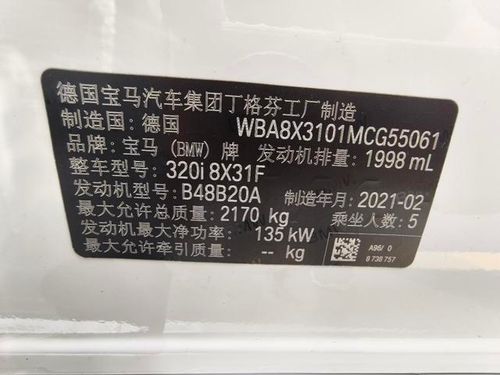 德国宝马汽车集团丁格芬工厂制造
制造国: 德国 WBA8X3101MCG55061
品牌: 宝马 (BMW) 牌 发动机排量: 1998 mL
整车型号: 320i 8X31F
发动机型号: B48B20A 制造年月: 2021-02
最大允许总质量: 2170 kg 乘坐人数: 5
发动机最大净功率: 135 kW
最大允许牵引质量: -- kg
A96/ 0
8 736 757